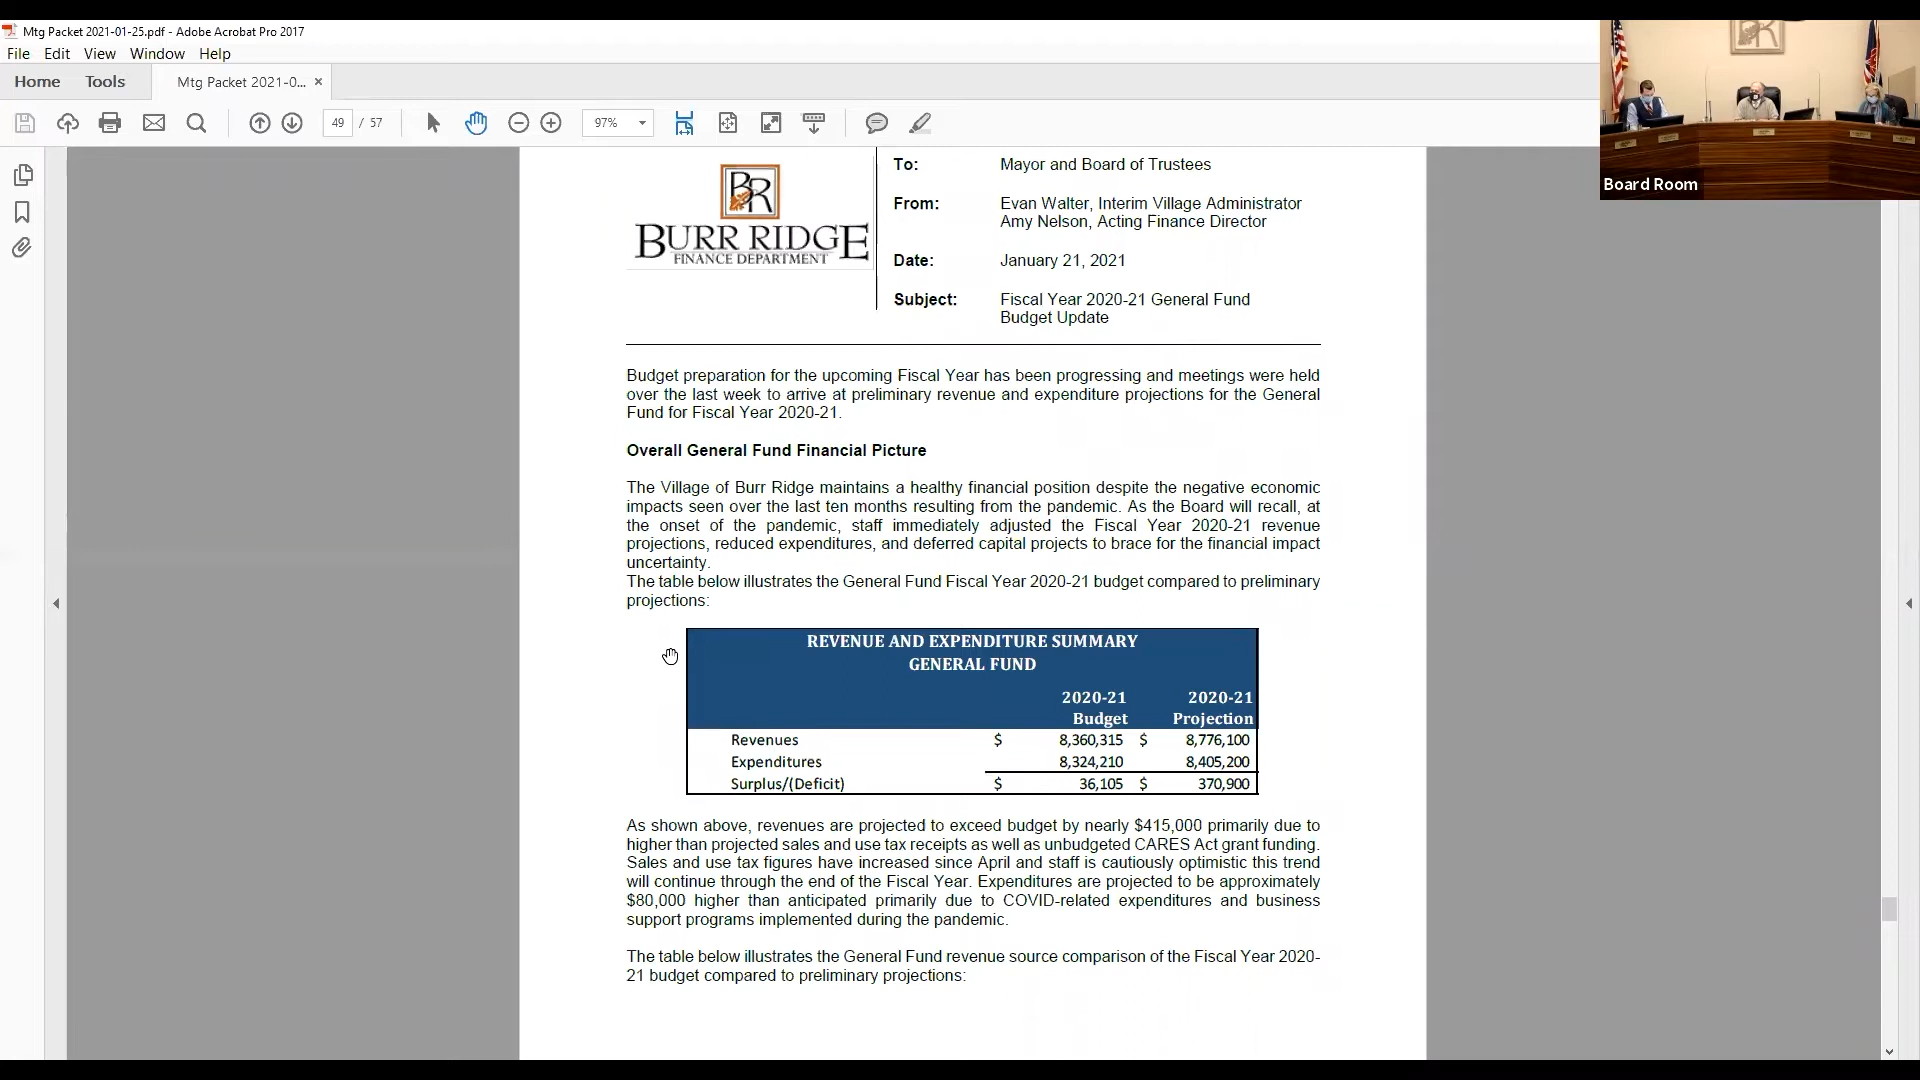 Mtg Packet 2021-01-25.pdf - Adobe Acrobat Pro 2017
File Edit View Window Help
Home Tools Mtg Packet 2021-0... ×
49 / 57 97%
Board Room
BR
BURR RIDGE
FINANCE DEPARTMENT
To: Mayor and Board of Trustees
From: Evan Walter, Interim Village Administrator
Amy Nelson, Acting Finance Director
Date: January 21, 2021
Subject: Fiscal Year 2020-21 General Fund
Budget Update
Budget preparation for the upcoming Fiscal Year has been progressing and meetings were held
over the last week to arrive at preliminary revenue and expenditure projections for the General
Fund for Fiscal Year 2020-21.
Overall General Fund Financial Picture
The Village of Burr Ridge maintains a healthy financial position despite the negative economic
impacts seen over the last ten months resulting from the pandemic. As the Board will recall, at
the onset of the pandemic, staff immediately adjusted the Fiscal Year 2020-21 revenue
projections, reduced expenditures, and deferred capital projects to brace for the financial impact
uncertainty.
The table below illustrates the General Fund Fiscal Year 2020-21 budget compared to preliminary
projections:
REVENUE AND EXPENDITURE SUMMARY
GENERAL FUND
2020-21 2020-21
Budget Projection
Revenues $ 8,360,315 $ 8,776,100
Expenditures 8,324,210 8,405,200
Surplus/(Deficit) $ 36,105 $ 370,900
As shown above, revenues are projected to exceed budget by nearly $415,000 primarily due to
higher than projected sales and use tax receipts as well as unbudgeted CARES Act grant funding.
Sales and use tax figures have increased since April and staff is cautiously optimistic this trend
will continue through the end of the Fiscal Year. Expenditures are projected to be approximately
$80,000 higher than anticipated primarily due to COVID-related expenditures and business
support programs implemented during the pandemic.
The table below illustrates the General Fund revenue source comparison of the Fiscal Year 2020-
21 budget compared to preliminary projections: